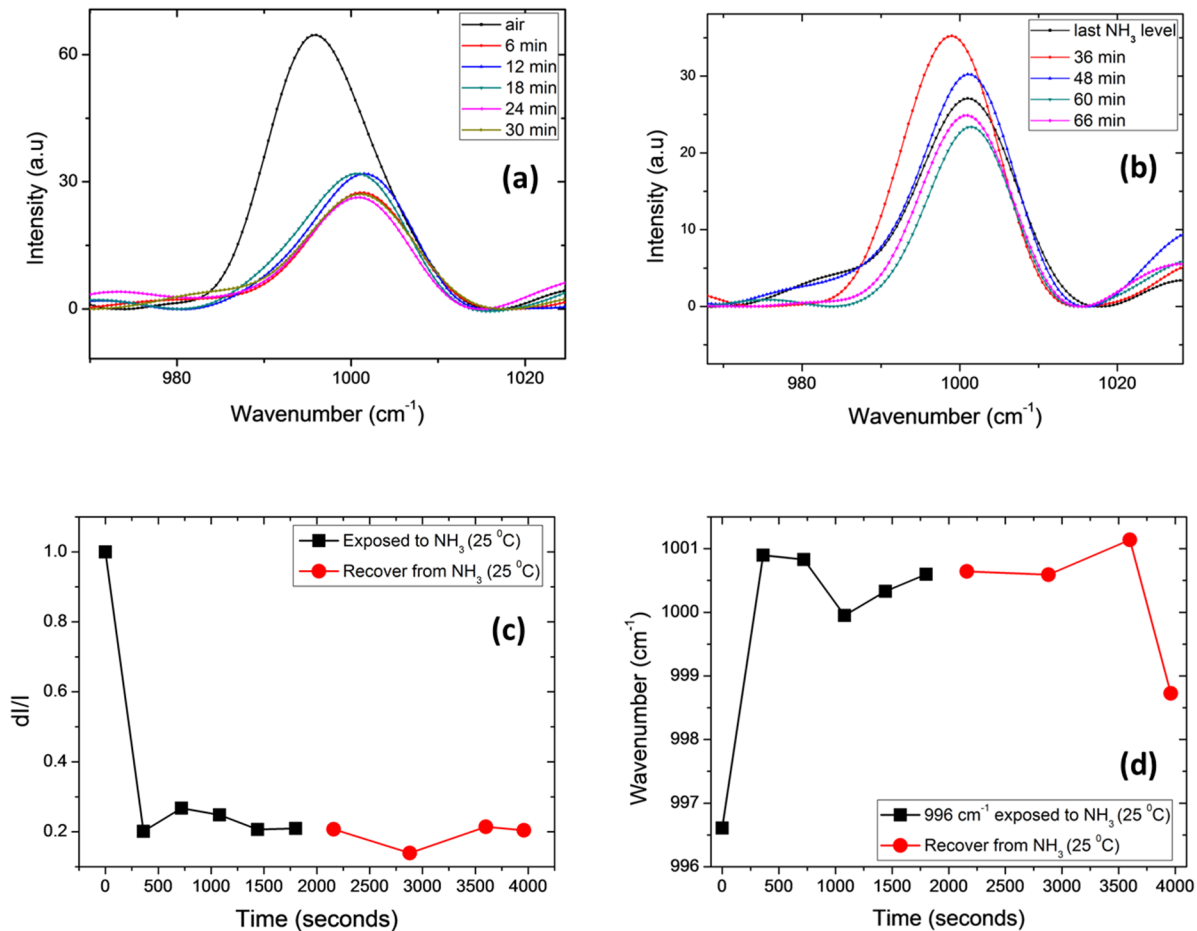 air
6 min
12 min
18 min
24 min
30 min
(a)
60
30
0
980
1000
1020
Intensity (a.u)
Wavenumber (cm⁻¹)
last NH₃ level
36 min
48 min
60 min
66 min
(b)
30
20
10
0
980
1000
1020
Intensity (a.u)
Wavenumber (cm⁻¹)
Exposed to NH₃ (25 ⁰C)
Recover from NH₃ (25 ⁰C)
(c)
1.0
0.8
0.6
0.4
0.2
0
500
1000
1500
2000
2500
3000
3500
4000
dI/I
Time (seconds)
1001
1000
999
998
997
996
(d)
996 cm⁻¹ exposed to NH₃ (25 ⁰C)
Recover from NH₃ (25 ⁰C)
0
500
1000
1500
2000
2500
3000
3500
4000
Wavenumber (cm⁻¹)
Time (seconds)